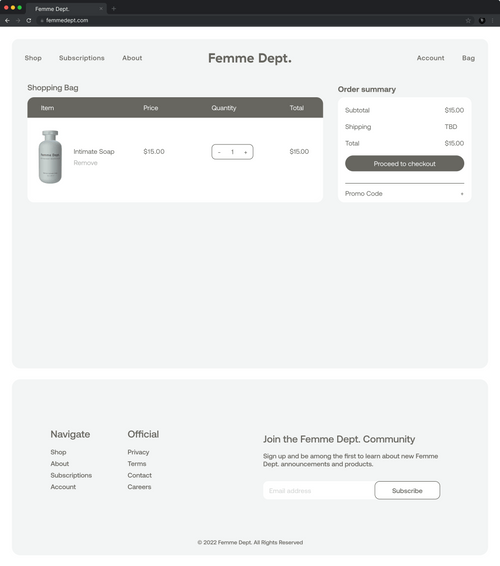 Femme Dept.
femmedept.com
Shop Subscriptions About Femme Dept. Account Bag
Shopping Bag
Order summary
Item Price Quantity Total
Subtotal $15.00
Shipping TBD
Total $15.00
Femme Dept.
Intimate Soap $15.00 - 1 + $15.00
Remove
Proceed to checkout
Promo Code +
Navigate
Shop
About
Subscriptions
Account
Official
Privacy
Terms
Contact
Careers
Join the Femme Dept. Community
Sign up and be among the first to learn about new Femme
Dept. announcements and products.
Email address Subscribe
© 2022 Femme Dept. All Rights Reserved